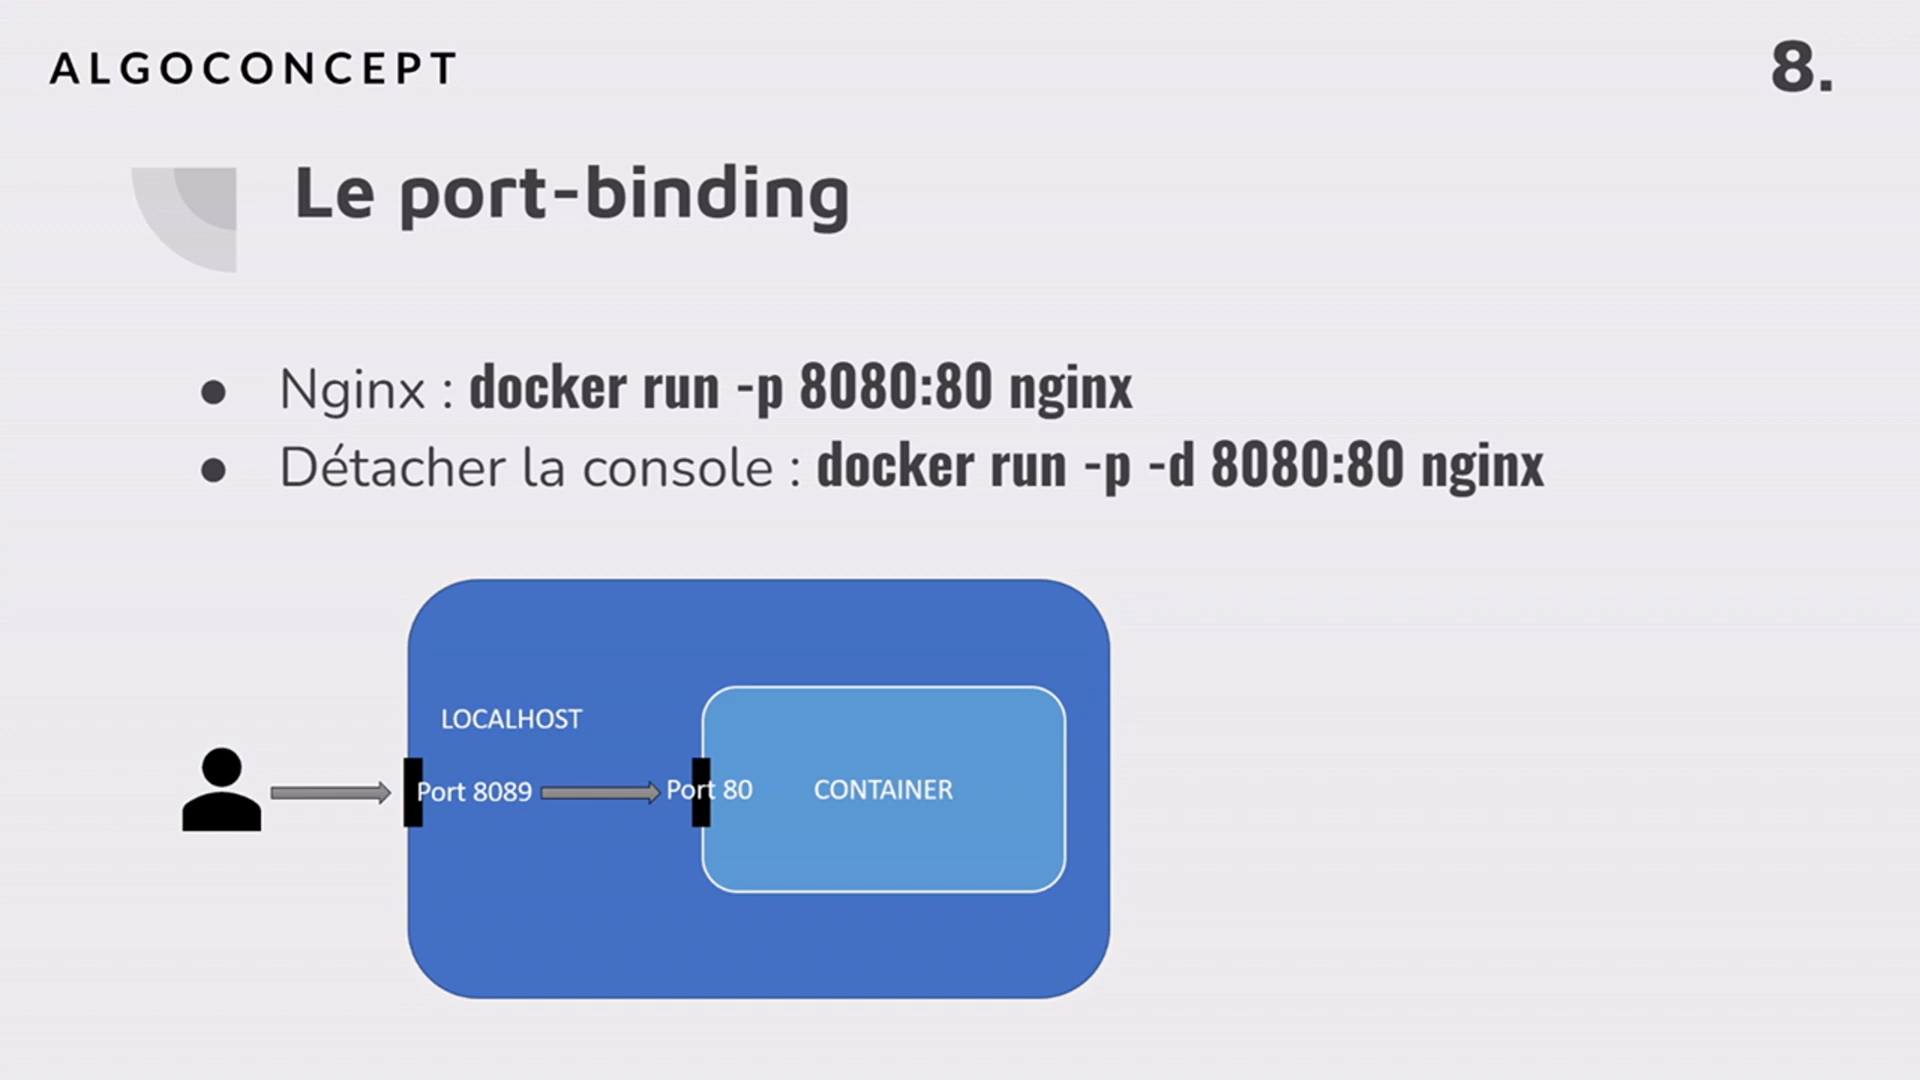 ALGOCONCEPT
8.
Le port-binding
● Nginx : docker run -p 8080:80 nginx
● Détacher la console : docker run -p -d 8080:80 nginx
LOCALHOST
Port 8089
Port 80
CONTAINER